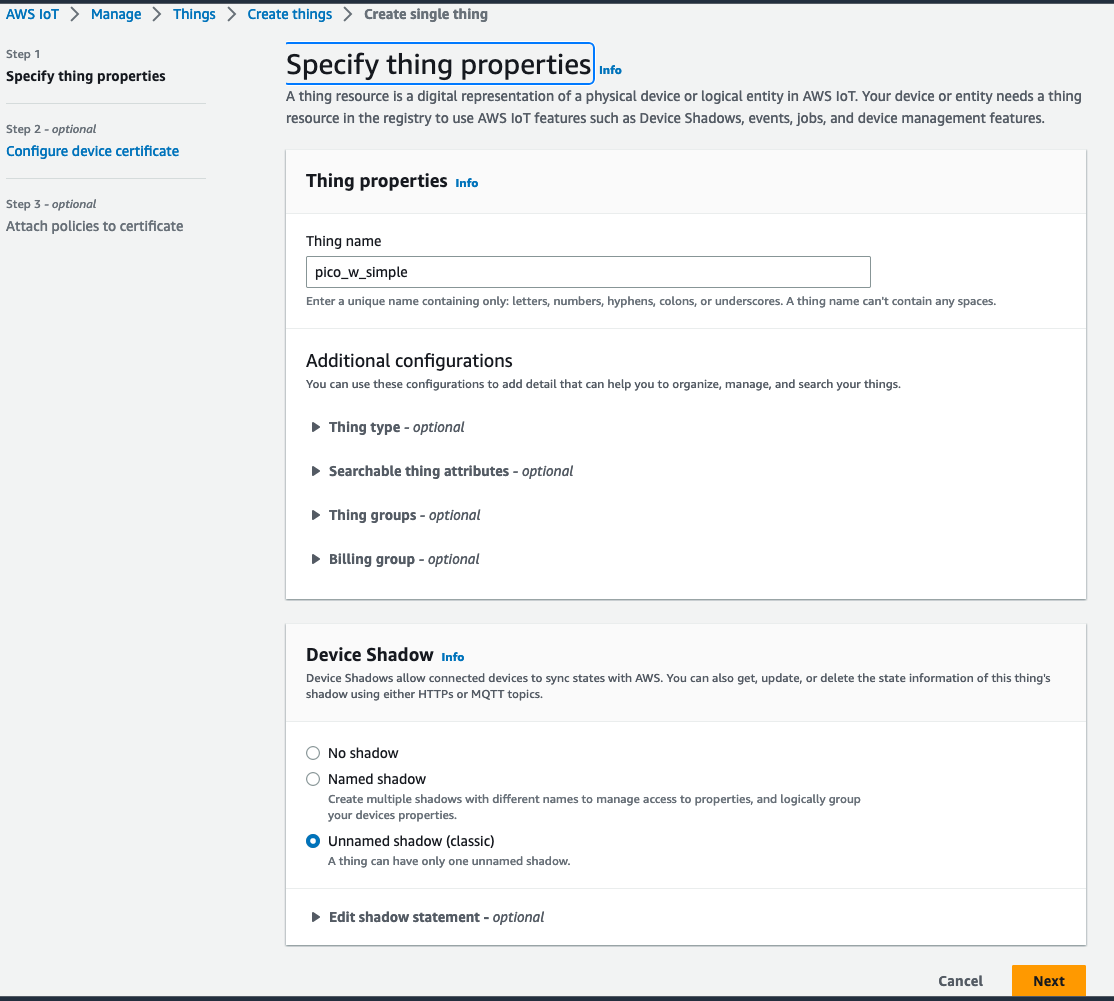 AWS IoT > Manage > Things > Create things > Create single thing
Step 1
Specify thing properties
Step 2 - optional
Configure device certificate
Step 3 - optional
Attach policies to certificate
Specify thing properties Info
A thing resource is a digital representation of a physical device or logical entity in AWS IoT. Your device or entity needs a thing
resource in the registry to use AWS IoT features such as Device Shadows, events, jobs, and device management features.
Thing properties Info
Thing name
pico_w_simple
Enter a unique name containing only: letters, numbers, hyphens, colons, or underscores. A thing name can't contain any spaces.
Additional configurations
You can use these configurations to add detail that can help you to organize, manage, and search your things.
Thing type - optional
Searchable thing attributes - optional
Thing groups - optional
Billing group - optional
Device Shadow Info
Device Shadows allow connected devices to sync states with AWS. You can also get, update, or delete the state information of this thing's
shadow using either HTTPs or MQTT topics.
No shadow
Named shadow
Create multiple shadows with different names to manage access to properties, and logically group
your devices properties.
Unnamed shadow (classic)
A thing can have only one unnamed shadow.
Edit shadow statement - optional
Cancel Next